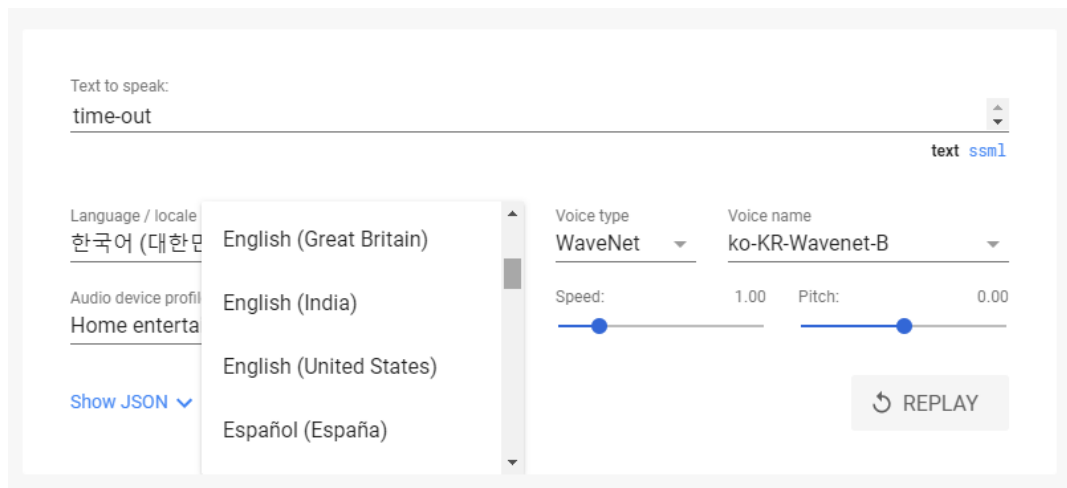 Text to speak:
time-out
text ssml
Language / locale
한국어 (대한민
English (Great Britain)
English (India)
English (United States)
Español (España)
Voice type
WaveNet
Voice name
ko-KR-Wavenet-B
Audio device profil
Home enterta
Speed: 1.00
Pitch: 0.00
Show JSON
REPLAY